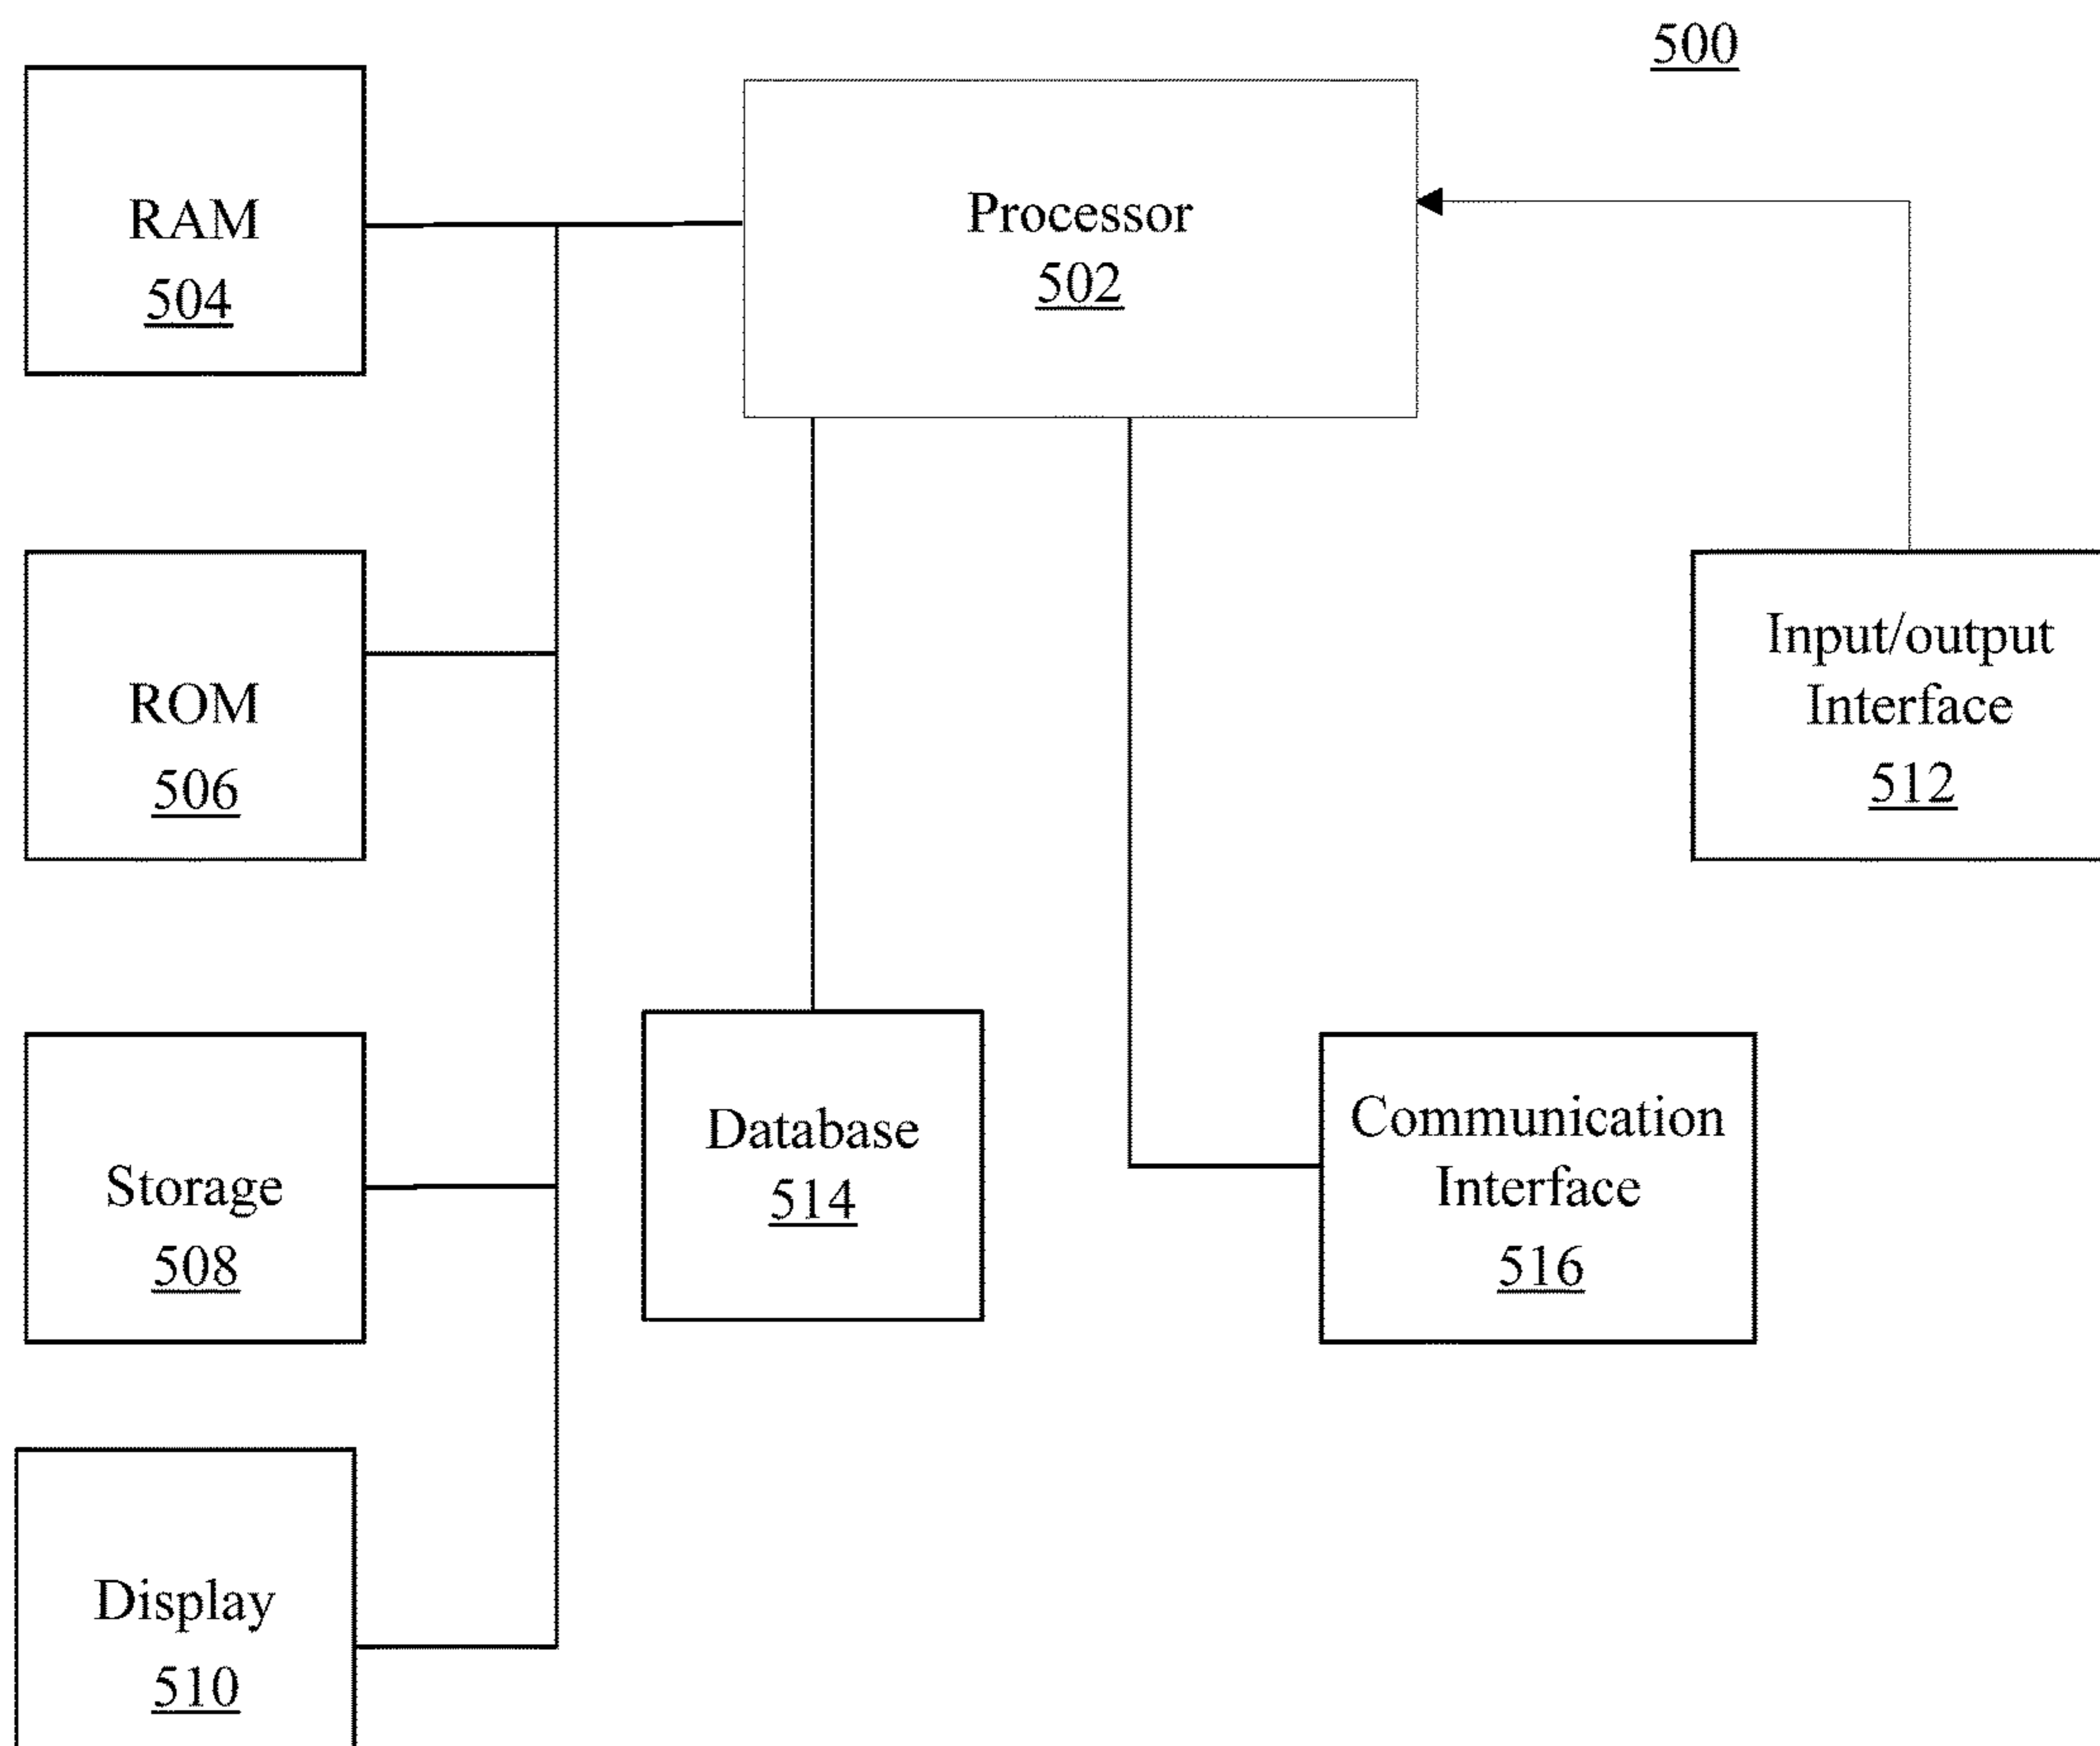 500
RAM
504
Processor
502
ROM
506
Input/output
Interface
512
Storage
508
Database
514
Communication
Interface
516
Display
510